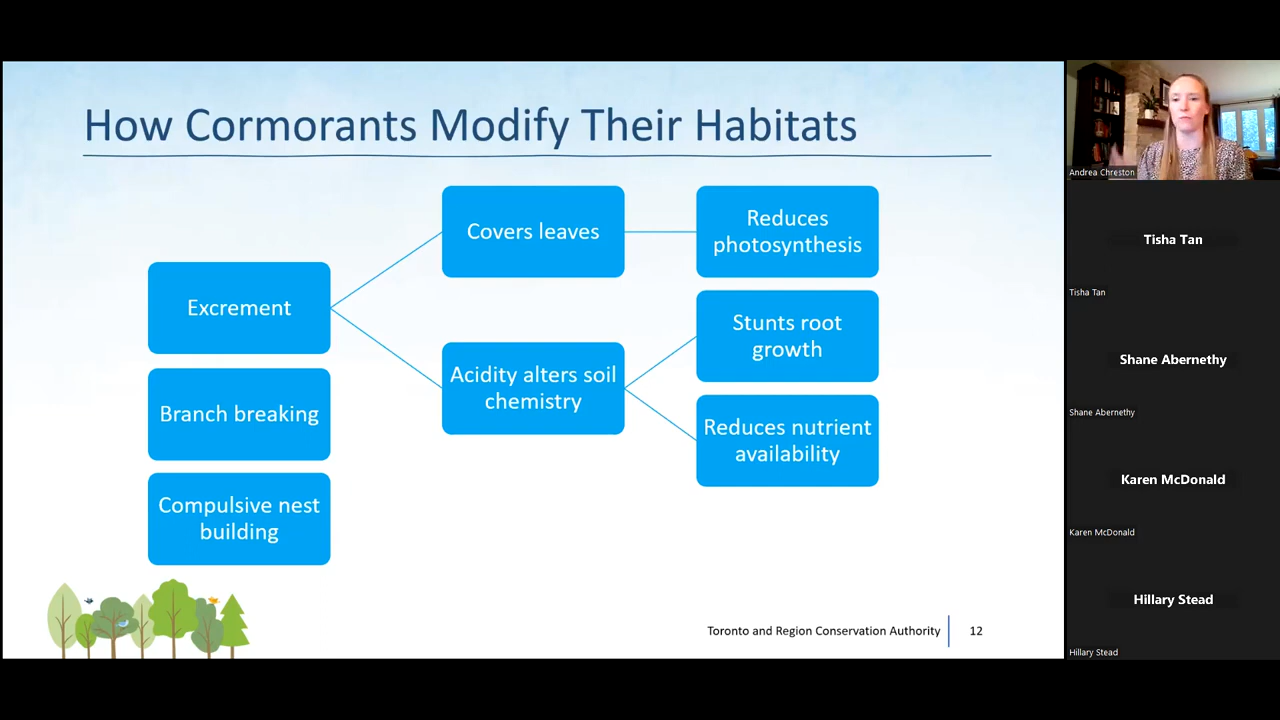 How Cormorants Modify Their Habitats
Excrement
Branch breaking
Compulsive nest
building
Covers leaves
Acidity alters soil
chemistry
Reduces
photosynthesis
Stunts root
growth
Reduces nutrient
availability
Toronto and Region Conservation Authority
12
Andrea Chreston
Tisha Tan
Tisha Tan
Shane Abernethy
Shane Abernethy
Karen McDonald
Karen McDonald
Hillary Stead
Hillary Stead